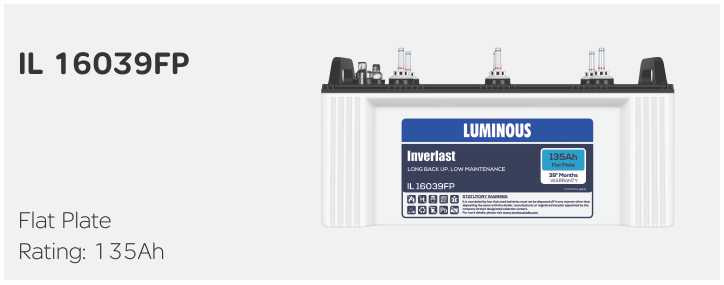 IL 16039FP
LUMINOUS
Inverlast
LONG BACK UP, LOW MAINTENANCE
IL 16039FP
135Ah
Flat Plate
39* Months
WARRANTY
STATUTORY WARNING
Pb
Flat Plate
Rating: 135Ah